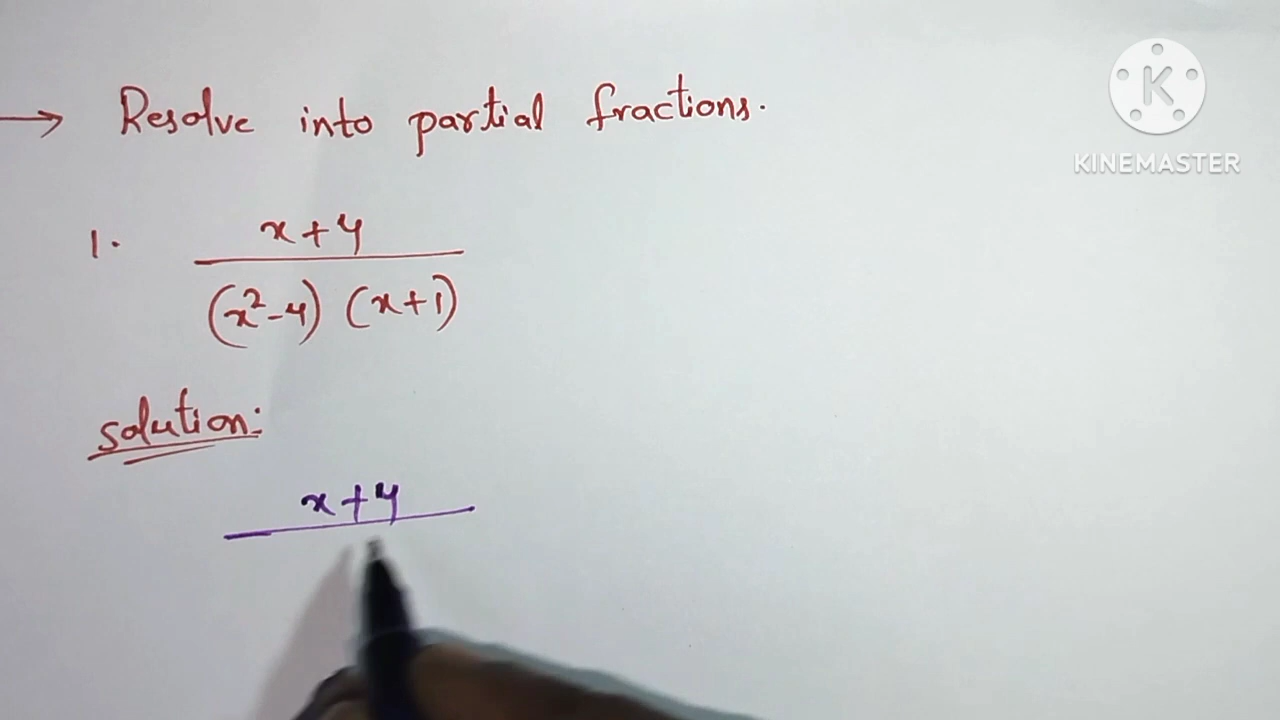 → Resolve into partial fractions.
1. x+4
(x²-4) (x+1)
solution:
x+4
KINEMASTER